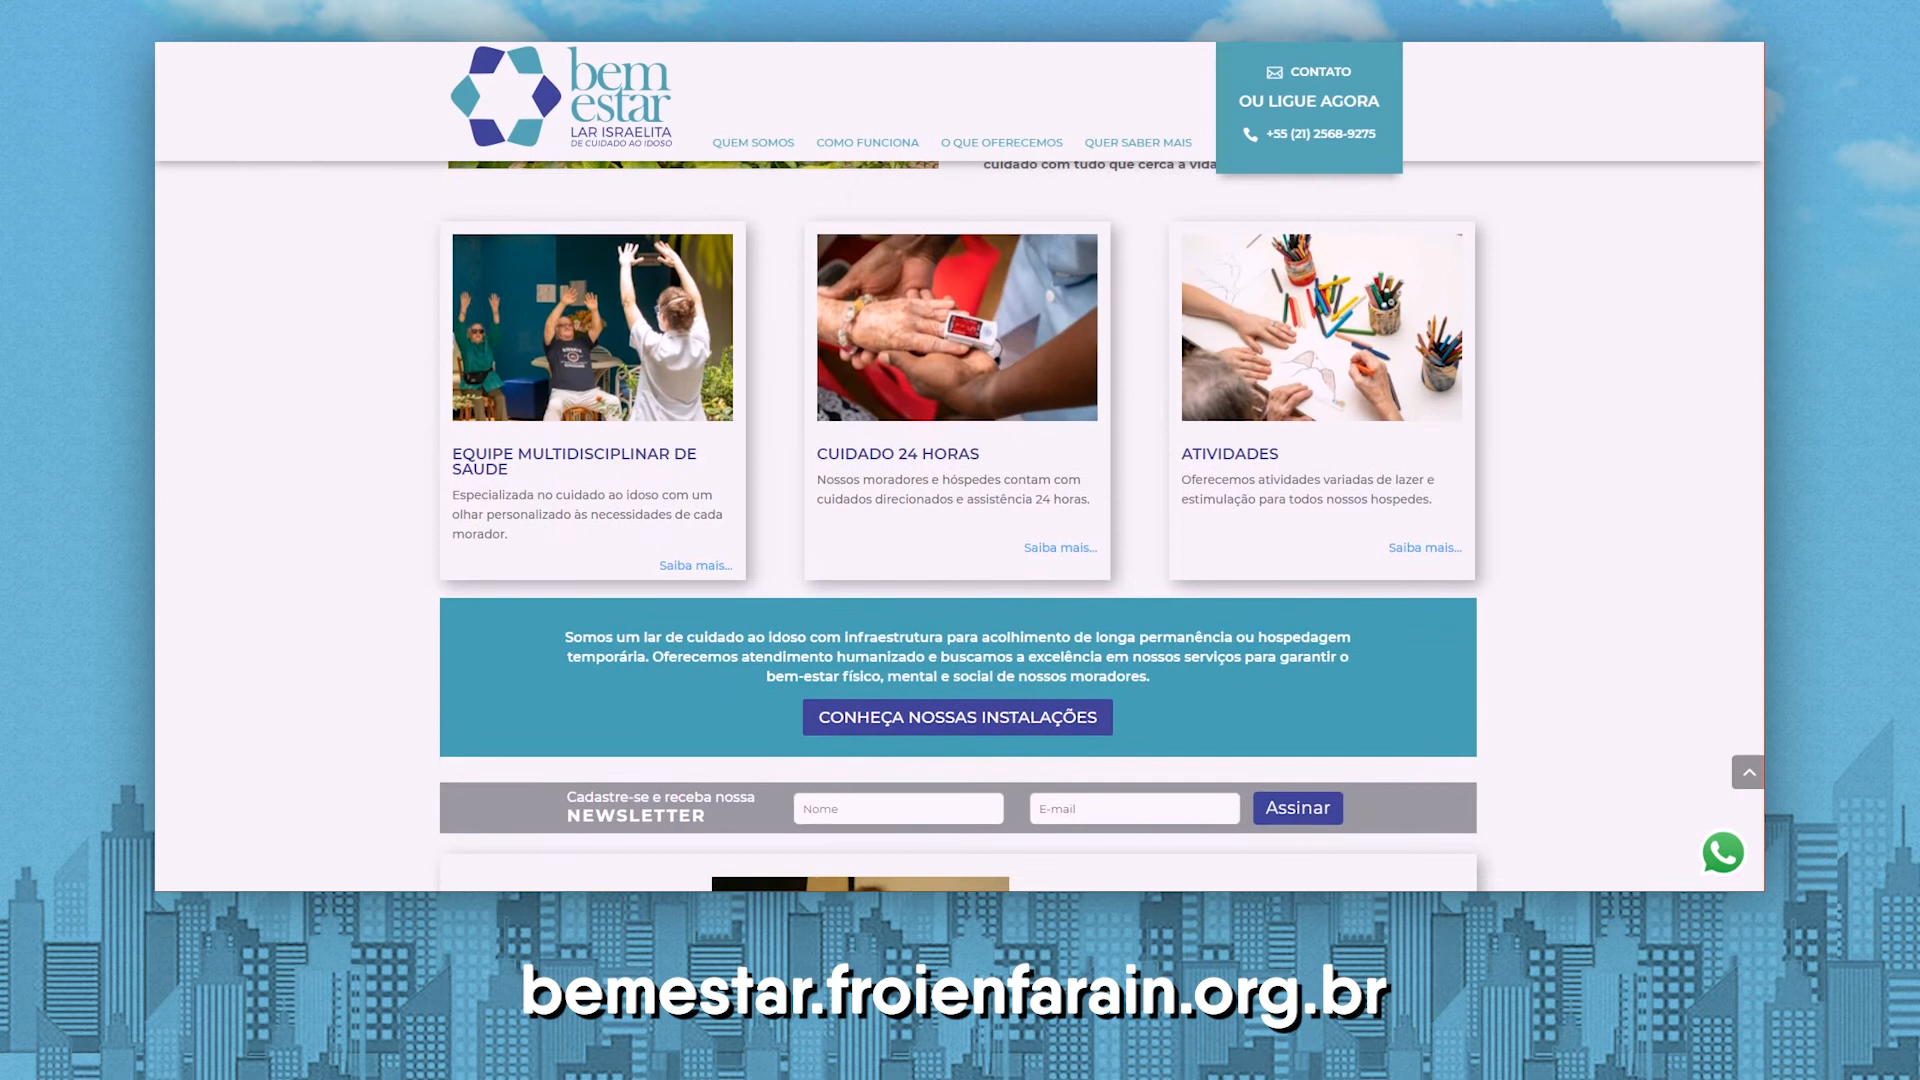 bem
estar
LAR ISRAELITA
DE CUIDADO AO IDOSO
QUEM SOMOS
COMO FUNCIONA
O QUE OFERECEMOS
QUER SABER MAIS
CONTATO
OU LIGUE AGORA
+55 (21) 2568-9275
cuidado com tudo que cerca a vida
EQUIPE MULTIDISCIPLINAR DE
SAÚDE
Especializada no cuidado ao idoso com um
olhar personalizado às necessidades de cada
morador.
Saiba mais...
CUIDADO 24 HORAS
Nossos moradores e hóspedes contam com
cuidados direcionados e assistência 24 horas.
Saiba mais...
ATIVIDADES
Oferecemos atividades variadas de lazer e
estimulação para todos nossos hospedes.
Saiba mais...
Somos um lar de cuidado ao idoso com infraestrutura para acolhimento de longa permanência ou hospedagem
temporária. Oferecemos atendimento humanizado e buscamos a excelência em nossos serviços para garantir o
bem-estar físico, mental e social de nossos moradores.
CONHEÇA NOSSAS INSTALAÇÕES
Cadastre-se e receba nossa
NEWSLETTER
Nome
E-mail
Assinar
bemestar.froienfarain.org.br